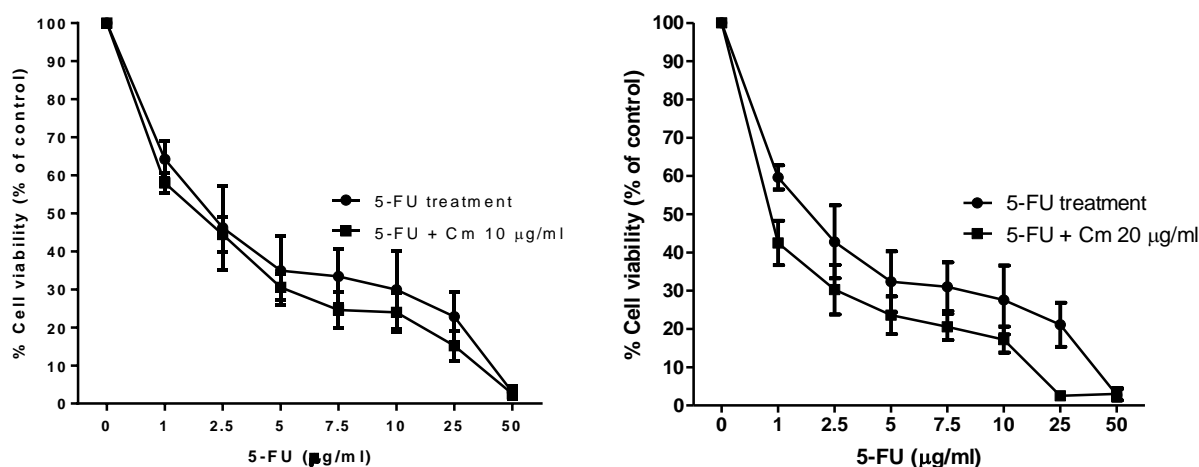 % Cell viability (% of control)
100
90
80
70
60
50
40
30
20
10
0
0 1 2.5 5 7.5 10 25 50
5-FU (μg/ml)
5-FU treatment
5-FU + Cm 10 μg/ml
% Cell viability (% of control)
100
90
80
70
60
50
40
30
20
10
0
0 1 2.5 5 7.5 10 25 50
5-FU (μg/ml)
5-FU treatment
5-FU + Cm 20 μg/ml